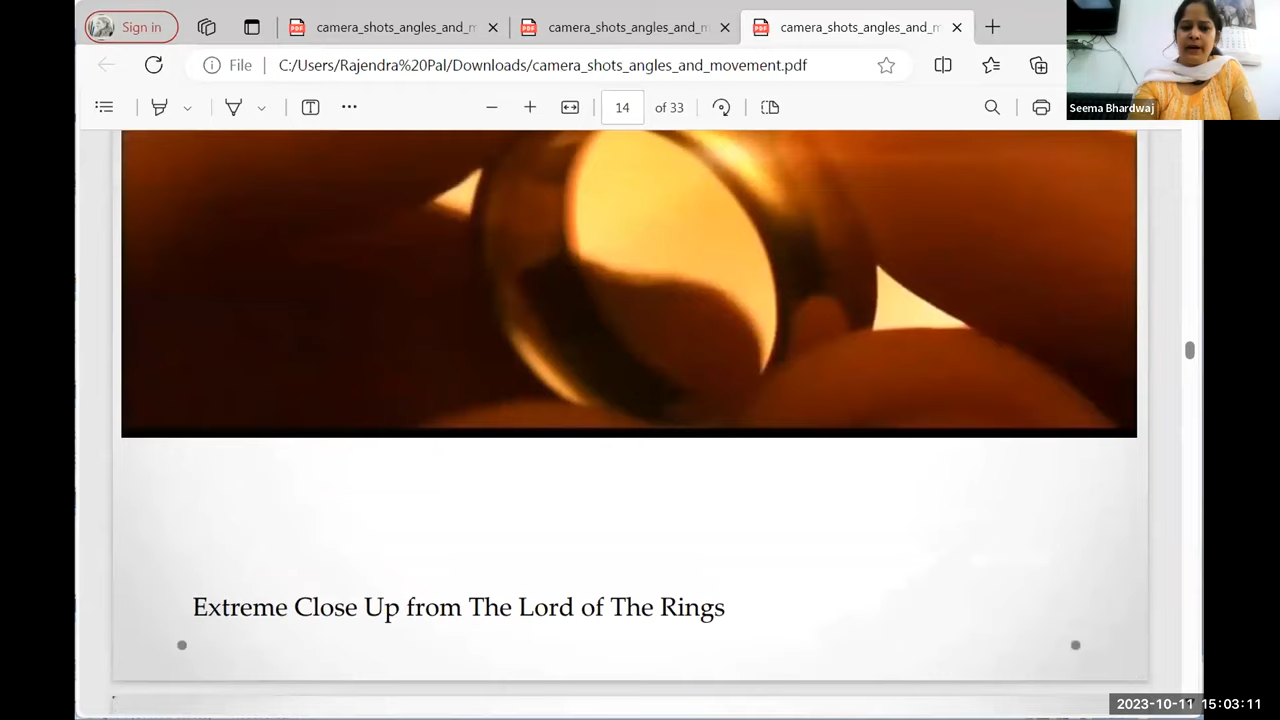 Sign in
camera_shots_angles_and_m
camera_shots_angles_and_m
camera_shots_angles_and_m
File
C:/Users/Rajendra%20Pal/Downloads/camera_shots_angles_and_movement.pdf
14 of 33
Seema Bhardwaj
Extreme Close Up from The Lord of The Rings
2023-10-11 15:03:11